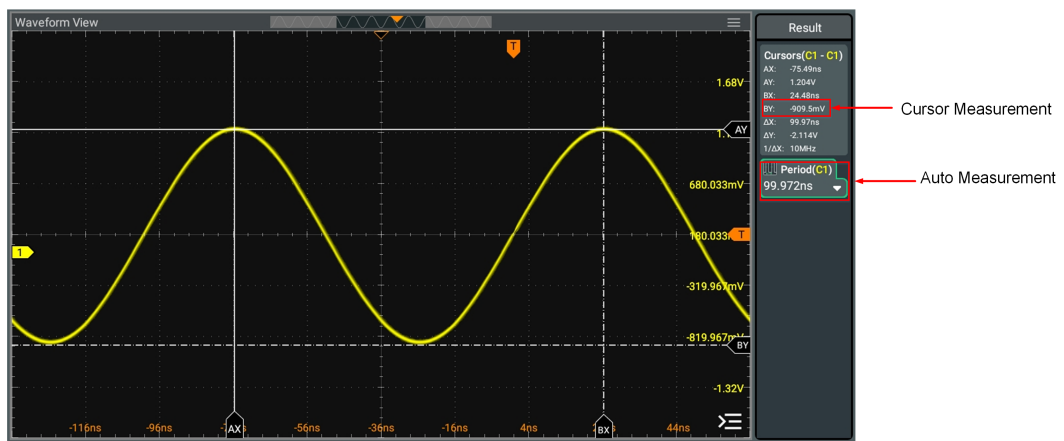 Waveform View
Result
T
Cursors(C1 - C1)
AX: -75.49ns
AY: 1.204V
BX: 24.48ns
BY: -909.5mV
ΔX: 99.97ns
ΔY: -2.114V
1/ΔX: 10MHz
Cursor Measurement
Period(C1)
99.972ns
Auto Measurement
1.68V
AY
680.033mV
180.033
T
1
-319.967mV
-819.967mV
BY
-1.32V
-116ns
-96ns
AX
-56ns
-36ns
-16ns
4ns
BX
44ns